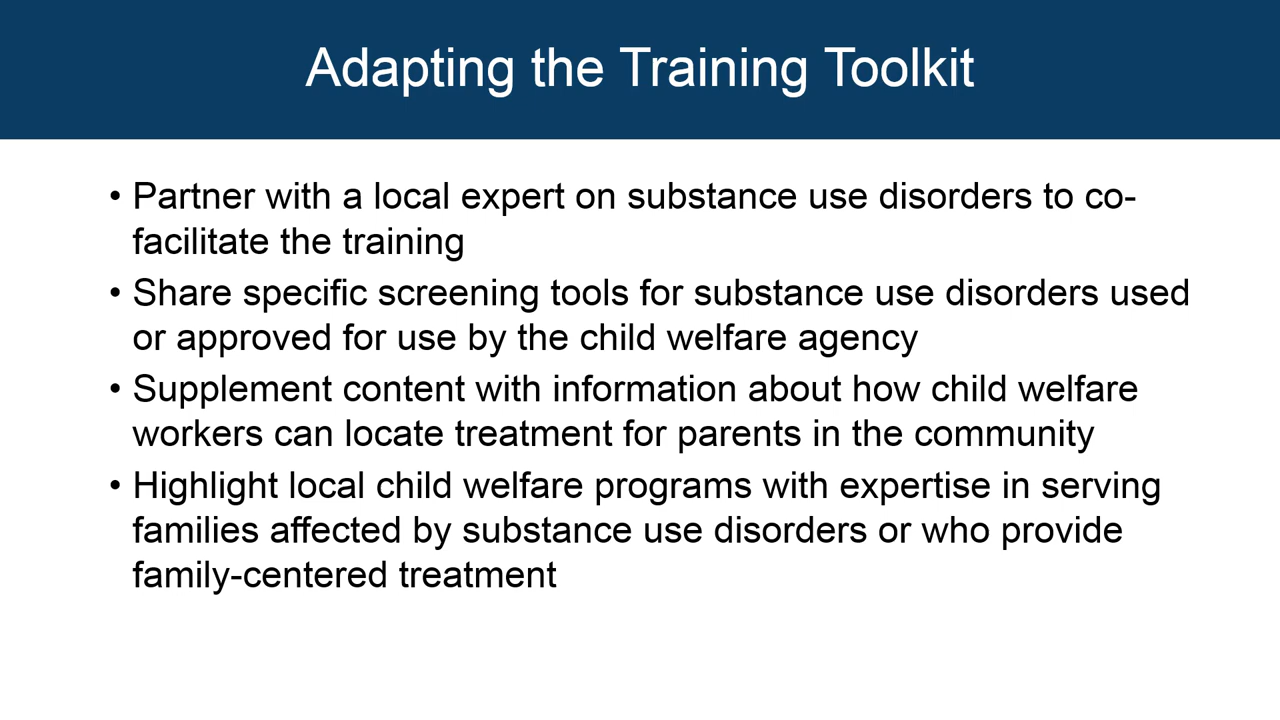 Adapting the Training Toolkit
• Partner with a local expert on substance use disorders to co-
facilitate the training
• Share specific screening tools for substance use disorders used
or approved for use by the child welfare agency
• Supplement content with information about how child welfare
workers can locate treatment for parents in the community
• Highlight local child welfare programs with expertise in serving
families affected by substance use disorders or who provide
family-centered treatment